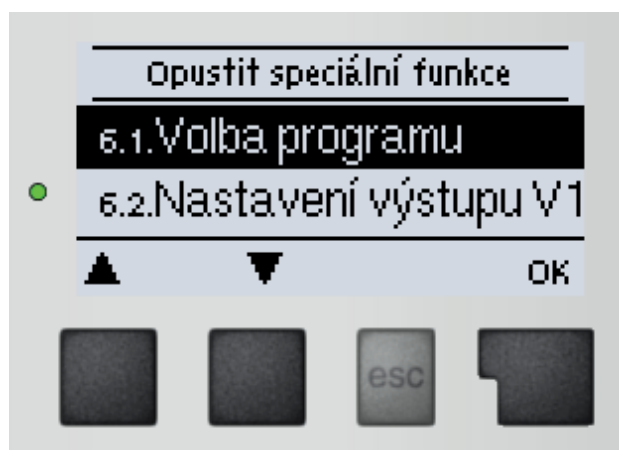 Opustit speciální funkce
6.1.Volba programu
6.2.Nastavení výstupu V1
▲ ▼ OK
esc